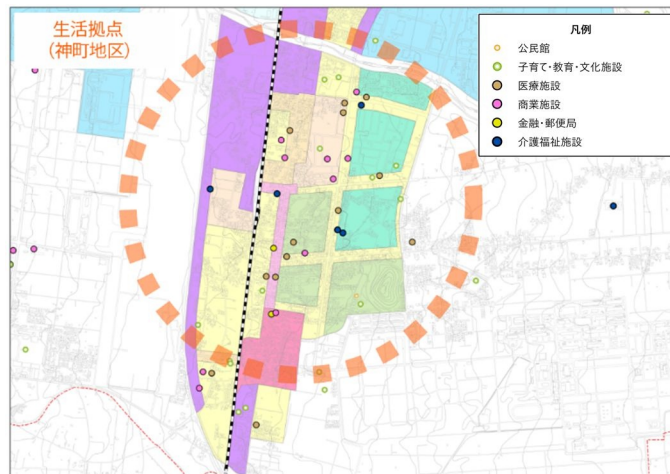 生活拠点
(神町地区)
凡例
公民館
子育て・教育・文化施設
医療施設
商業施設
金融・郵便局
介護福祉施設